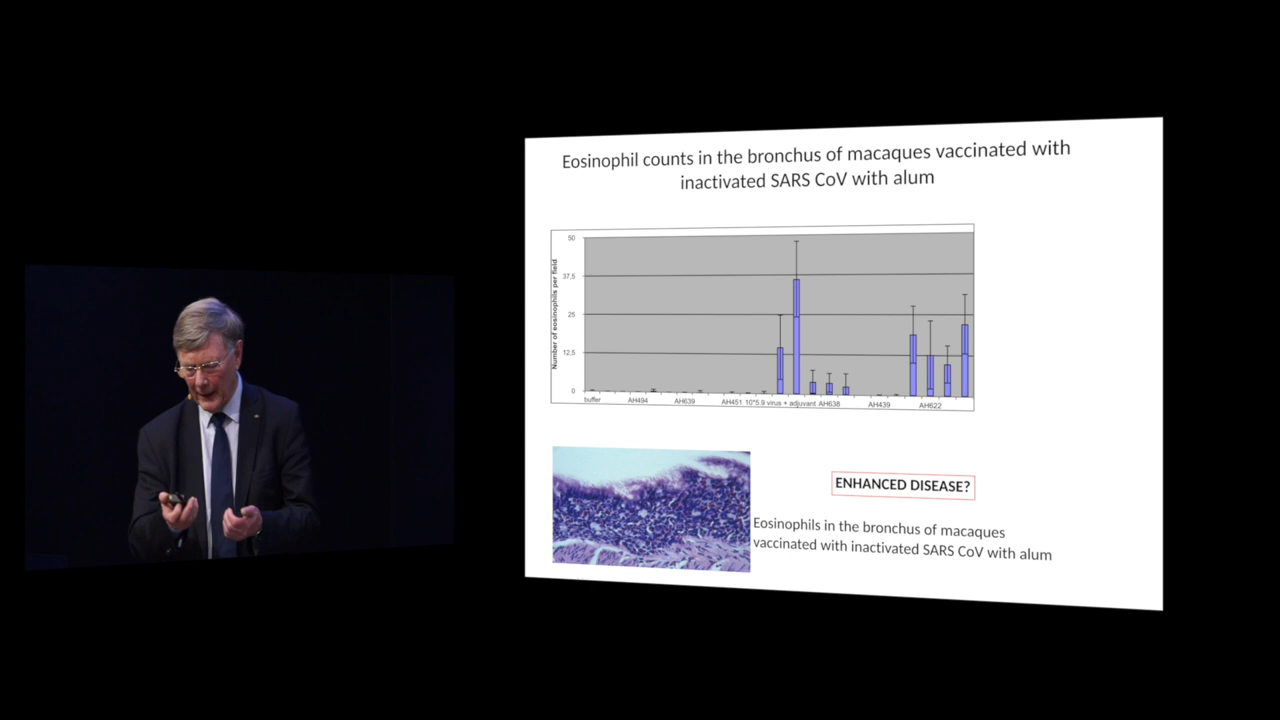 Eosinophil counts in the bronchus of macaques vaccinated with
inactivated SARS CoV with alum
Number of eosinophils per field
50
37,5
25
12,5
0
buffer AH494 AH639 AH451 10^5.9 virus + adjuvant AH638 AH439 AH622
ENHANCED DISEASE?
Eosinophils in the bronchus of macaques
vaccinated with inactivated SARS CoV with alum